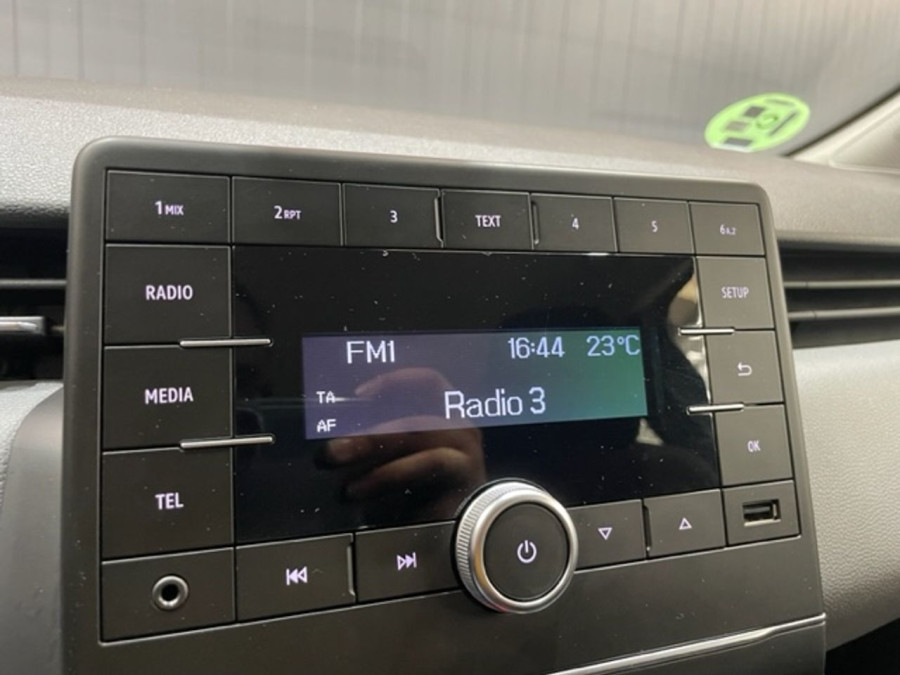 1 MIX 2 RPT 3 TEXT 4 5 6 A.Z
RADIO SETUP
FM1 16:44 23°C
MEDIA TA Radio 3
AF OK
TEL